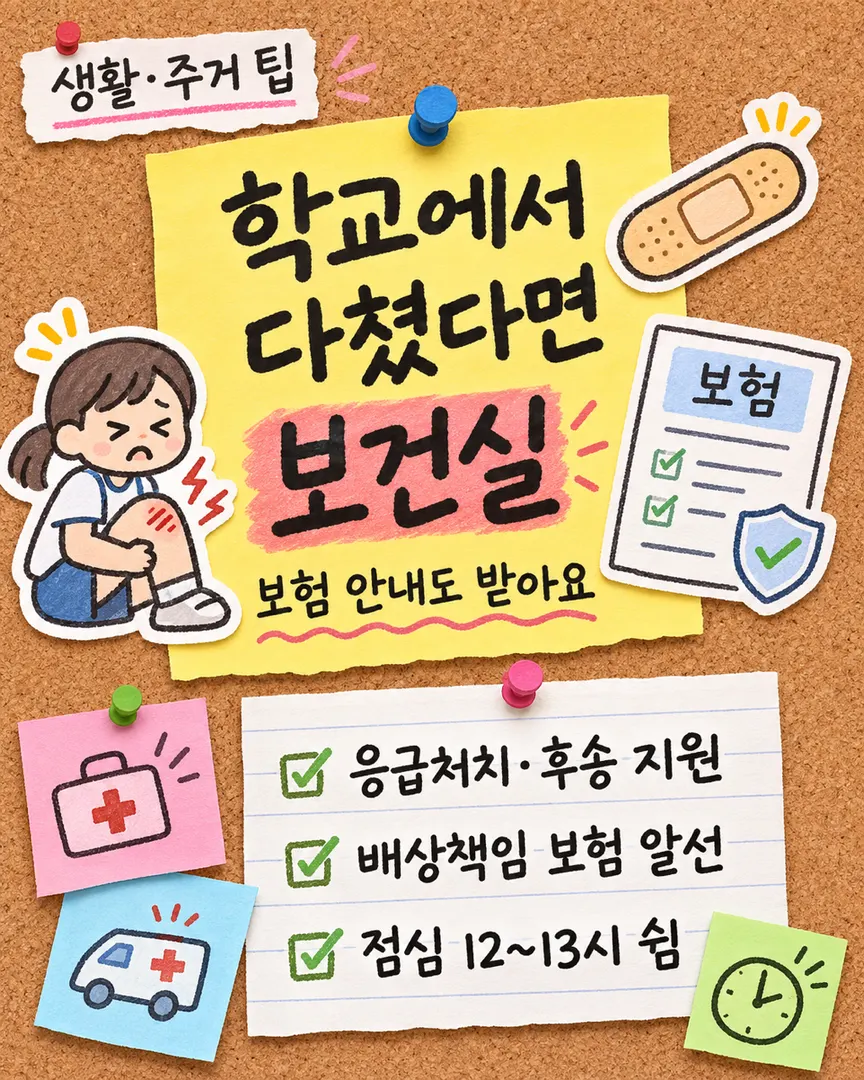 생활·주거 팁
학교에서
다쳤다면
보건실
보험 안내도 받아요
보험
응급처치·후송 지원
배상책임 보험 알선
점심 12~13시 쉼